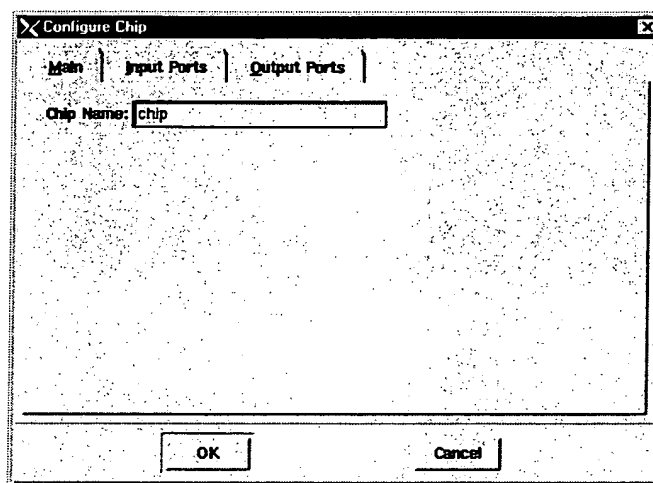 Configure Chip
Main Input Ports Output Ports
Chip Name: chip
OK Cancel